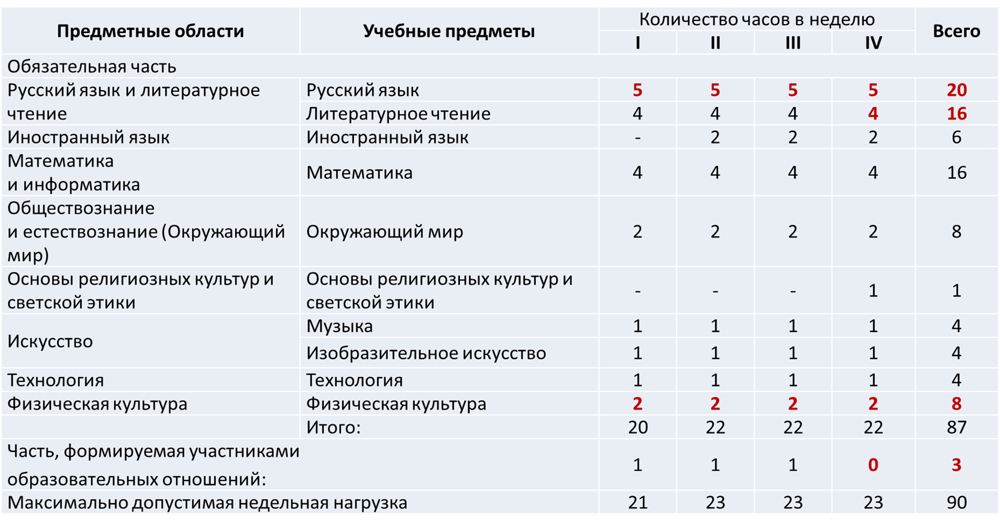 Предметные области Учебные предметы Количество часов в неделю Всего
I II III IV
Обязательная часть
Русский язык и литературное
чтение
Русский язык 5 5 5 5 20
Литературное чтение 4 4 4 4 16
Иностранный язык Иностранный язык - 2 2 2 6
Математика
и информатика
Математика 4 4 4 4 16
Обществознание
и естествознание (Окружающий
мир)
Окружающий мир 2 2 2 2 8
Основы религиозных культур и
светской этики
Основы религиозных культур и
светской этики
- - - 1 1
Искусство
Музыка 1 1 1 1 4
Изобразительное искусство 1 1 1 1 4
Технология Технология 1 1 1 1 4
Физическая культура Физическая культура 2 2 2 2 8
Итого: 20 22 22 22 87
Часть, формируемая участниками
образовательных отношений:
1 1 1 0 3
Максимально допустимая недельная нагрузка 21 23 23 23 90